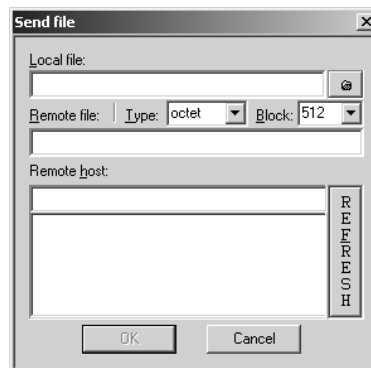 Send file
Local file:
Remote file: Type: octet Block: 512
Remote host:
REFRESH
OK Cancel